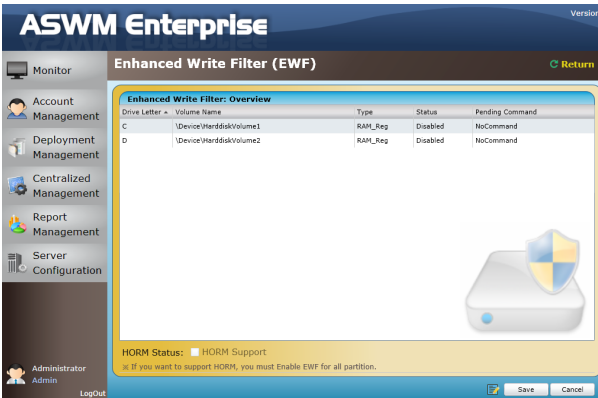 ASWM Enterprise
Version
Monitor
Account
Management
Deployment
Management
Centralized
Management
Report
Management
Server
Configuration
Administrator
Admin
LogOut
Enhanced Write Filter (EWF)
Return
Enhanced Write Filter: Overview
Drive Letter Volume Name Type Status Pending Command
C \Device\HarddiskVolume1 RAM_Reg Disabled NoCommand
D \Device\HarddiskVolume2 RAM_Reg Disabled NoCommand
HORM Status: HORM Support
※ If you want to support HORM, you must Enable EWF for all partition.
Save Cancel